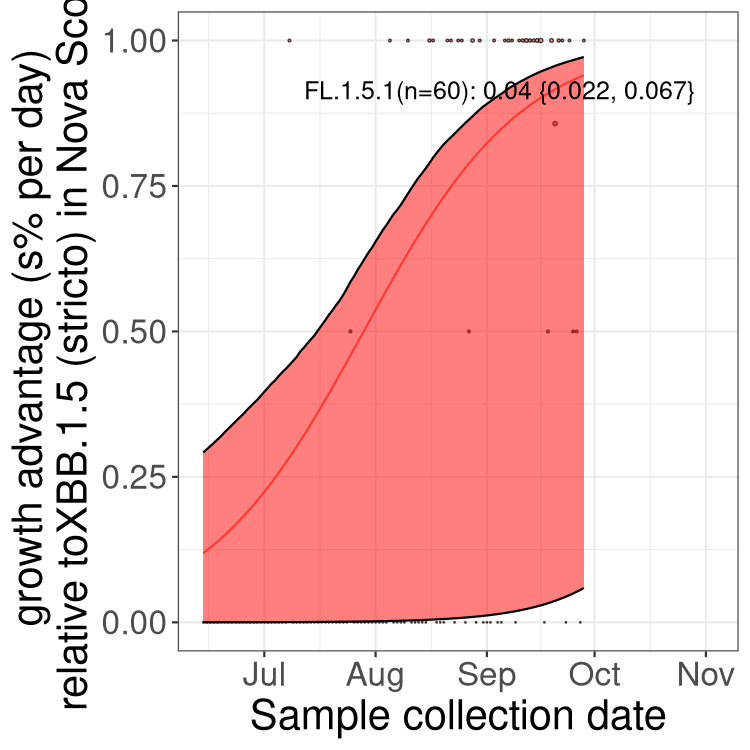 growth advantage (s% per day)
relative toXBB.1.5 (stricto) in Nova Sco
1.00
0.75
0.50
0.25
0.00
FL.1.5.1(n=60): 0.04 {0.022, 0.067}
Jul Aug Sep Oct Nov
Sample collection date